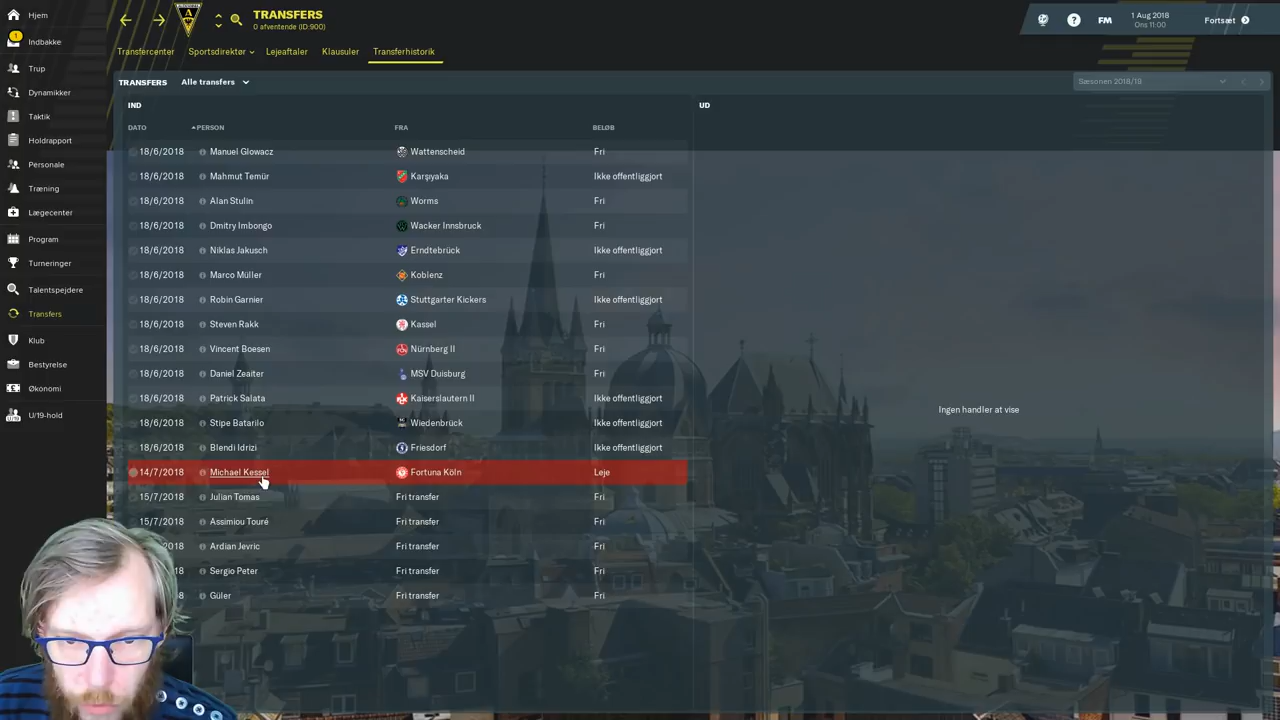 Hjem
TRANSFERS
0 afventende (ID:900)
FM
1 Aug 2018
Ons 11:00
Fortsæt
1
Indbakke
Transfercenter
Sportsdirektør
Lejeaftaler
Klausuler
Transferhistorik
Trup
Dynamikker
Taktik
Holdrapport
Personale
Træning
Lægecenter
Program
Turneringer
Talentspejdere
Transfers
Klub
Bestyrelse
Økonomi
U/19-hold
TRANSFERS
Alle transfers
Sæsonen 2018/19
IND
UD
DATO PERSON FRA BELØB
18/6/2018 Manuel Glowacz Wattenscheid Fri
18/6/2018 Mahmut Temür Karşıyaka Ikke offentliggjort
18/6/2018 Alan Stulin Worms Fri
18/6/2018 Dmitry Imbongo Wacker Innsbruck Fri
18/6/2018 Niklas Jakusch Erndtebrück Ikke offentliggjort
18/6/2018 Marco Müller Koblenz Fri
18/6/2018 Robin Garnier Stuttgarter Kickers Ikke offentliggjort
18/6/2018 Steven Rakk Kassel Fri
18/6/2018 Vincent Boesen Nürnberg II Fri
18/6/2018 Daniel Zeaiter MSV Duisburg Fri
18/6/2018 Patrick Salata Kaiserslautern II Ikke offentliggjort
18/6/2018 Stipe Batarilo Wiedenbrück Ikke offentliggjort
18/6/2018 Blendi Idrizi Friesdorf Ikke offentliggjort
14/7/2018 Michael Kessel Fortuna Köln Leje
15/7/2018 Julian Tomas Fri transfer Fri
15/7/2018 Assimiou Touré Fri transfer Fri
18 Ardian Jevric Fri transfer Fri
18 Sergio Peter Fri transfer Fri
8 Güler Fri transfer Fri
Ingen handler at vise